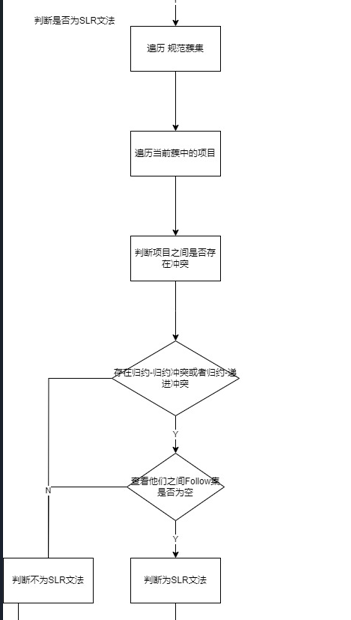 判断是否为SLR文法
遍历 规范簇集
遍历当前簇中的项目
判断项目之间是否存
在冲突
存在归约-归约冲突或者归约-递
进冲突
Y
查看他们之间Follow集
是否为空
N
Y
判断不为SLR文法
判断为SLR文法